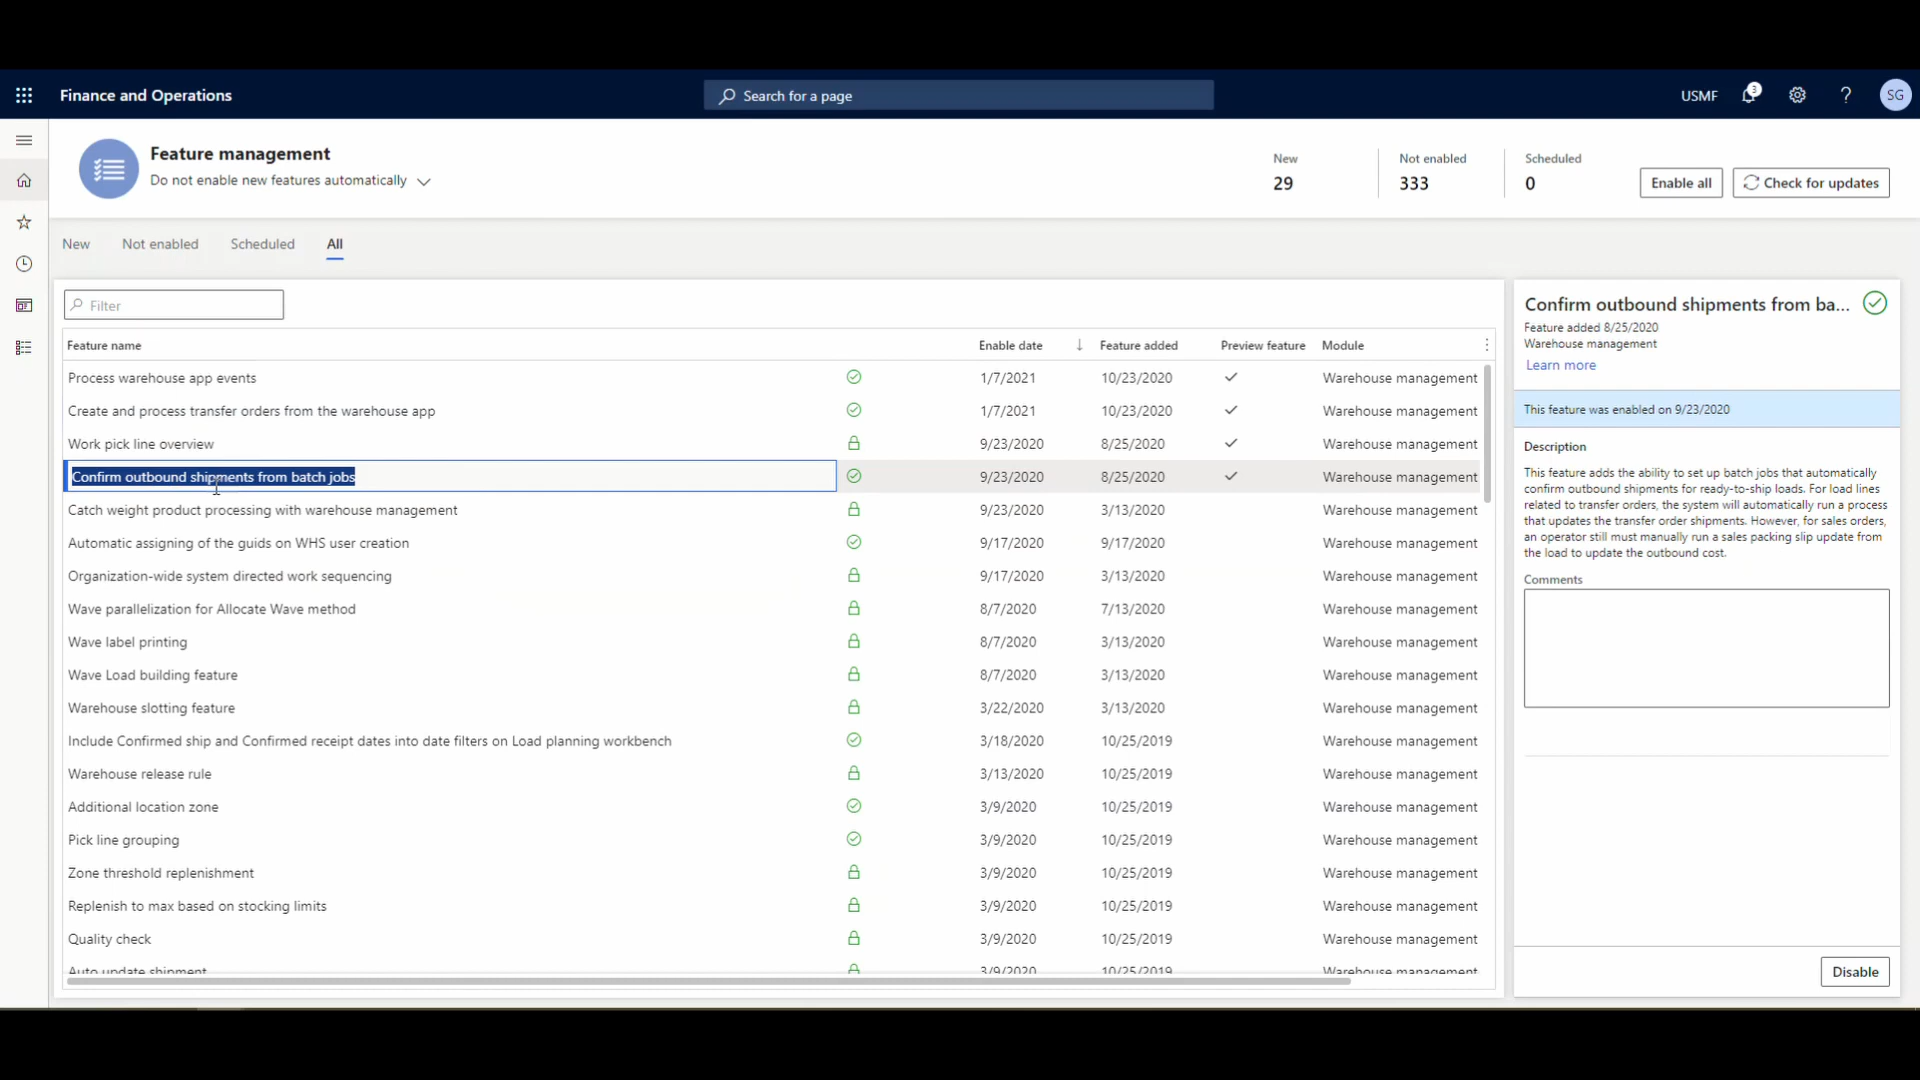 Finance and Operations
Search for a page
USMF
3
?
SG
Feature management
Do not enable new features automatically
New
29
Not enabled
333
Scheduled
0
Enable all
Check for updates
New Not enabled Scheduled All
Filter
Feature name Enable date Feature added Preview feature Module
Process warehouse app events 1/7/2021 10/23/2020 Warehouse management
Create and process transfer orders from the warehouse app 1/7/2021 10/23/2020 Warehouse management
Work pick line overview 9/23/2020 8/25/2020 Warehouse management
Confirm outbound shipments from batch jobs 9/23/2020 8/25/2020 Warehouse management
Catch weight product processing with warehouse management 9/23/2020 3/13/2020 Warehouse management
Automatic assigning of the guids on WHS user creation 9/17/2020 9/17/2020 Warehouse management
Organization-wide system directed work sequencing 9/17/2020 3/13/2020 Warehouse management
Wave parallelization for Allocate Wave method 8/7/2020 7/13/2020 Warehouse management
Wave label printing 8/7/2020 3/13/2020 Warehouse management
Wave Load building feature 8/7/2020 3/13/2020 Warehouse management
Warehouse slotting feature 3/22/2020 3/13/2020 Warehouse management
Include Confirmed ship and Confirmed receipt dates into date filters on Load planning workbench 3/18/2020 10/25/2019 Warehouse management
Warehouse release rule 3/13/2020 10/25/2019 Warehouse management
Additional location zone 3/9/2020 10/25/2019 Warehouse management
Pick line grouping 3/9/2020 10/25/2019 Warehouse management
Zone threshold replenishment 3/9/2020 10/25/2019 Warehouse management
Replenish to max based on stocking limits 3/9/2020 10/25/2019 Warehouse management
Quality check 3/9/2020 10/25/2019 Warehouse management
Auto update shipment 3/9/2020 10/25/2019 Warehouse management
Confirm outbound shipments from ba...
Feature added 8/25/2020
Warehouse management
Learn more
This feature was enabled on 9/23/2020
Description
This feature adds the ability to set up batch jobs that automatically
confirm outbound shipments for ready-to-ship loads. For load lines
related to transfer orders, the system will automatically run a process
that updates the transfer order shipments. However, for sales orders,
an operator still must manually run a sales packing slip update from
the load to update the outbound cost.
Comments
Disable